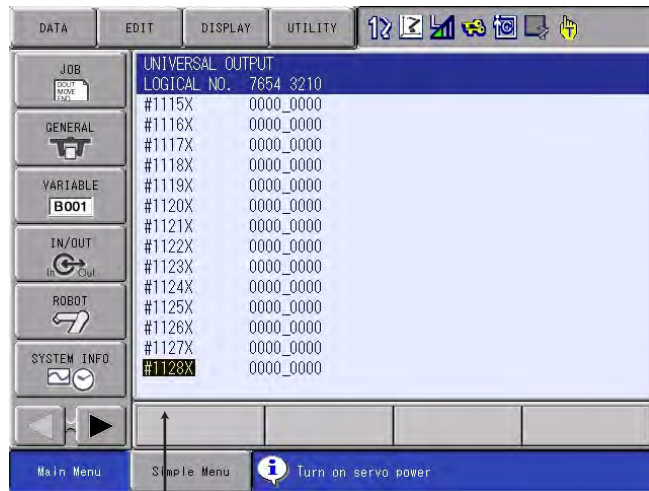 DATA EDIT DISPLAY UTILITY
JOB
DOUT
MOVE
END
GENERAL
VARIABLE
B001
IN/OUT
In Out
ROBOT
SYSTEM INFO
UNIVERSAL OUTPUT
LOGICAL NO. 7654 3210
#1115X 0000_0000
#1116X 0000_0000
#1117X 0000_0000
#1118X 0000_0000
#1119X 0000_0000
#1120X 0000_0000
#1121X 0000_0000
#1122X 0000_0000
#1123X 0000_0000
#1124X 0000_0000
#1125X 0000_0000
#1126X 0000_0000
#1127X 0000_0000
#1128X 0000_0000
Main Menu Simple Menu Turn on servo power